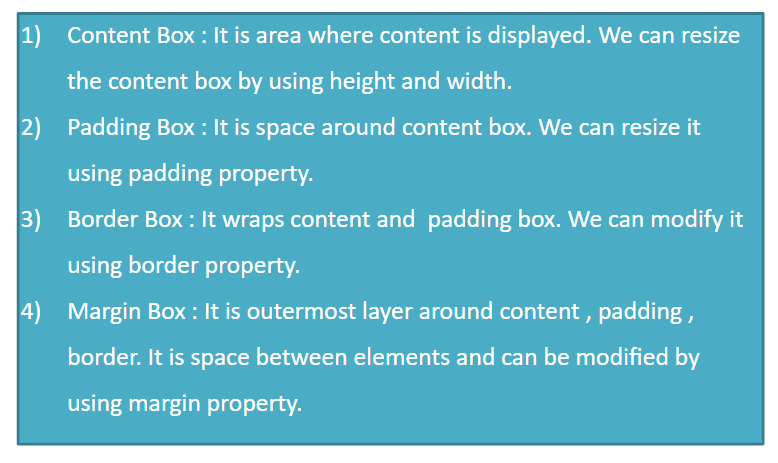 1) Content Box : It is area where content is displayed. We can resize
the content box by using height and width.
2) Padding Box : It is space around content box. We can resize it
using padding property.
3) Border Box : It wraps content and  padding box. We can modify it
using border property.
4) Margin Box : It is outermost layer around content , padding ,
border. It is space between elements and can be modified by
using margin property.